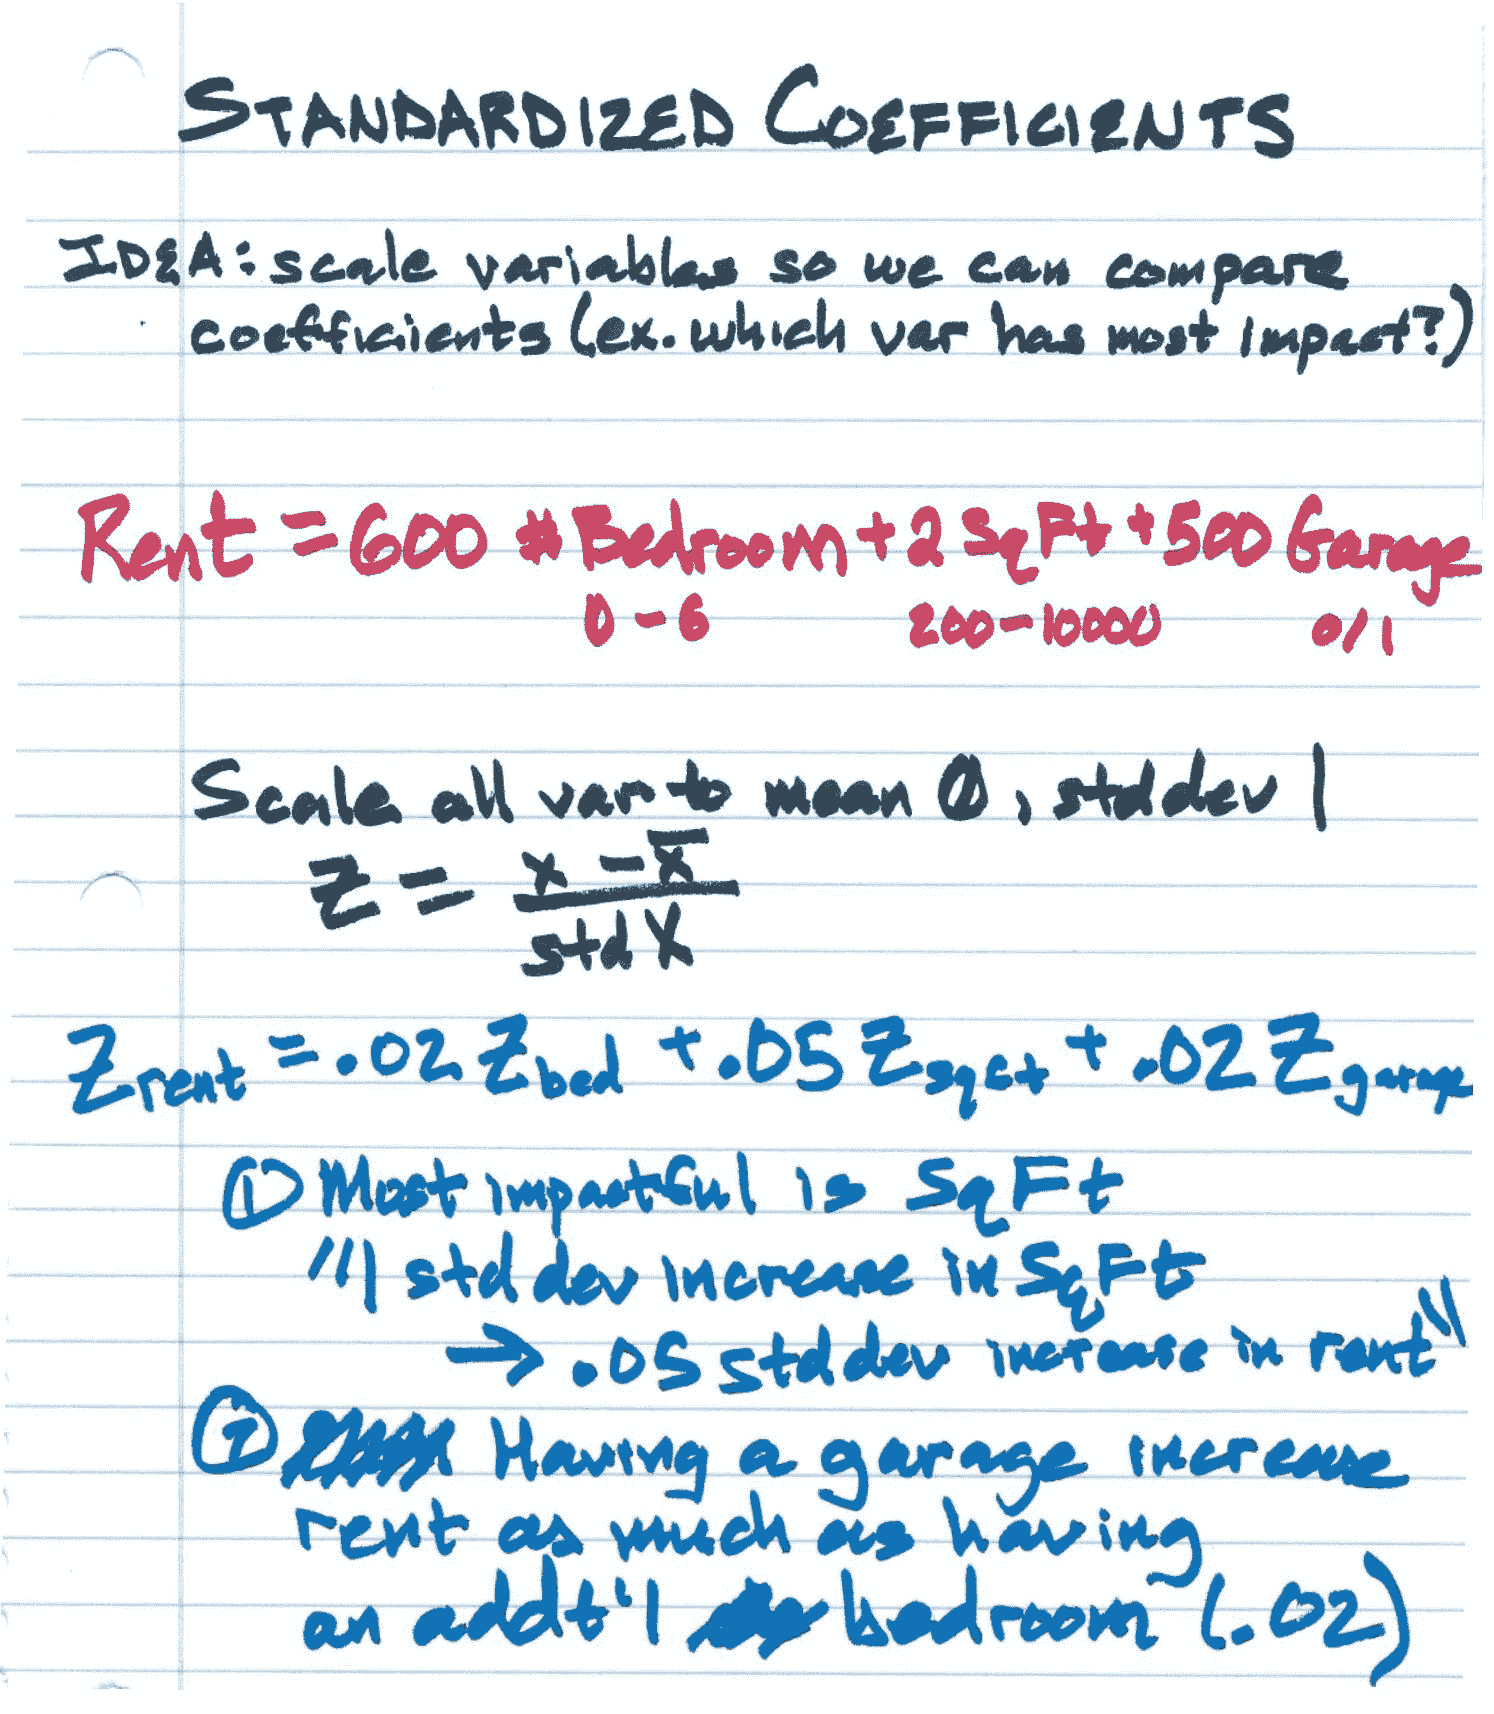 STANDARDIZED COEFFICIENTS
IDEA: scale variables so we can compare
coefficients (ex. which var has most impact?)
Rent = 600 # Bedroom + 2 SqFt + 500 Garage
0-6 200-10000 0/1
Scale all var to mean 0, std dev 1
Z = x - x̄
std X
Zrent = .02 Zbed + .05 Zsqft + .02 Zgarage
① Most impactful is SqFt
"1 std dev increase in SqFt
→ .05 std dev increase in rent"
② Having a garage increase
rent as much as having
an addt'l bedroom (.02)